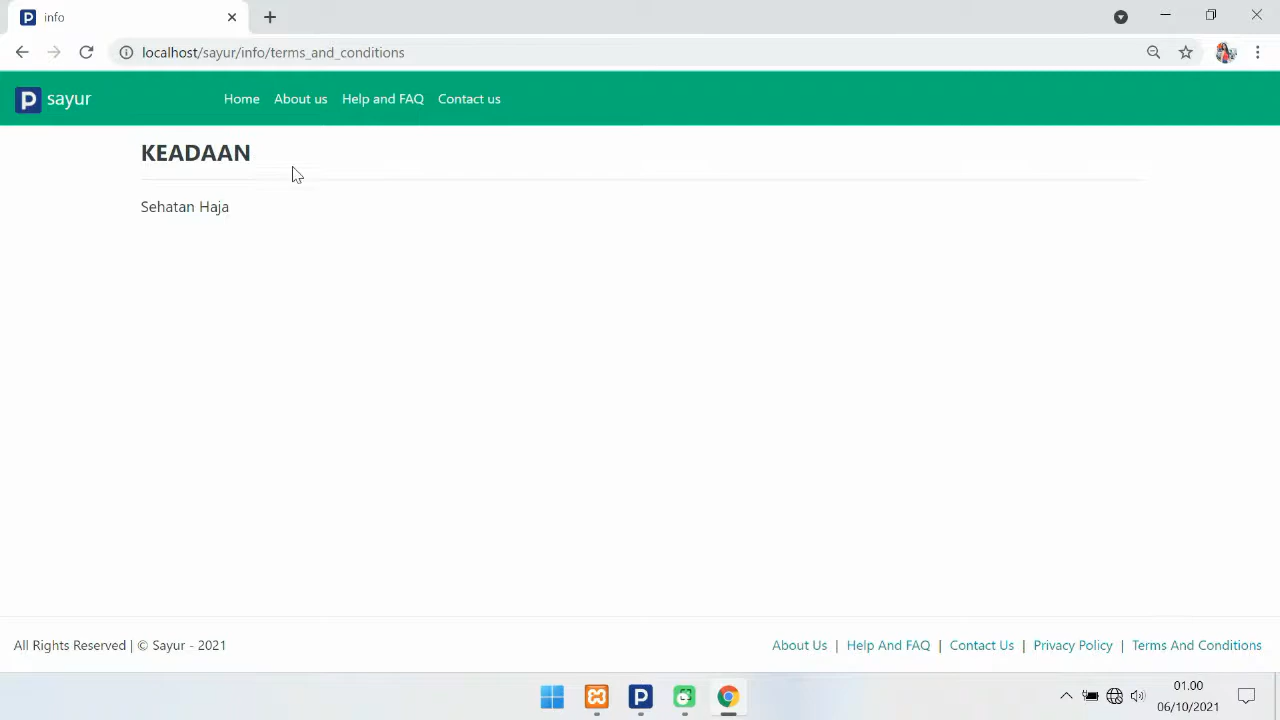 info
localhost/sayur/info/terms_and_conditions
P sayur Home About us Help and FAQ Contact us
KEADAAN
Sehatan Haja
All Rights Reserved | © Sayur - 2021 About Us | Help And FAQ | Contact Us | Privacy Policy | Terms And Conditions
01.00
06/10/2021